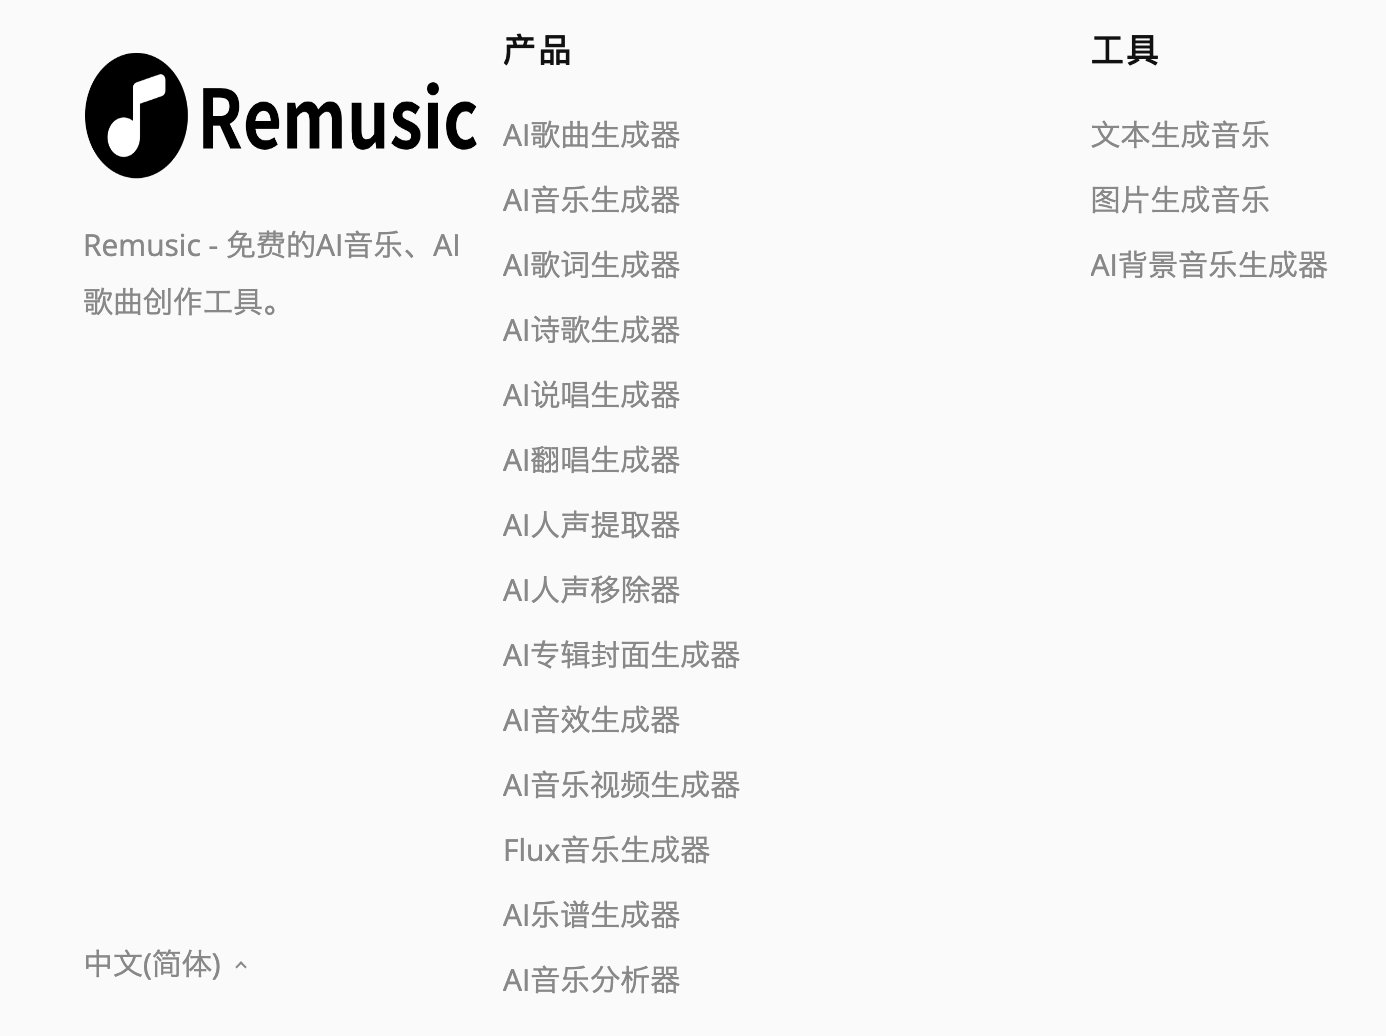 Remusic
Remusic - 免费的AI音乐、AI
歌曲创作工具。
中文(简体)
产品
AI歌曲生成器
AI音乐生成器
AI歌词生成器
AI诗歌生成器
AI说唱生成器
AI翻唱生成器
AI人声提取器
AI人声移除器
AI专辑封面生成器
AI音效生成器
AI音乐视频生成器
Flux音乐生成器
AI乐谱生成器
AI音乐分析器
工具
文本生成音乐
图片生成音乐
AI背景音乐生成器